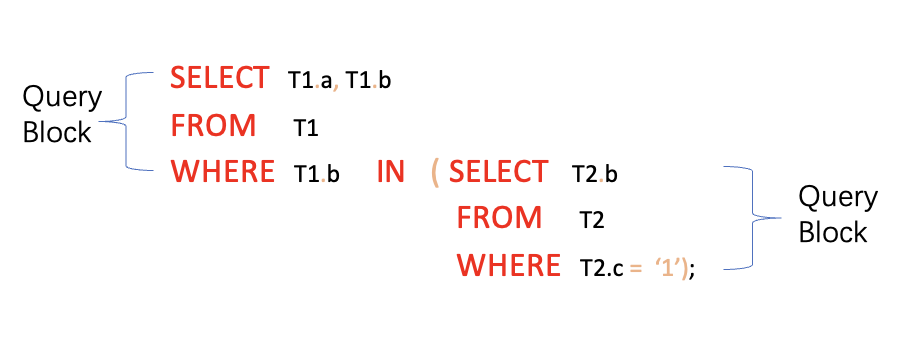 Query
Block
SELECT T1.a, T1.b
FROM T1
WHERE T1.b IN ( SELECT T2.b
FROM T2
WHERE T2.c = ‘1’);
Query
Block